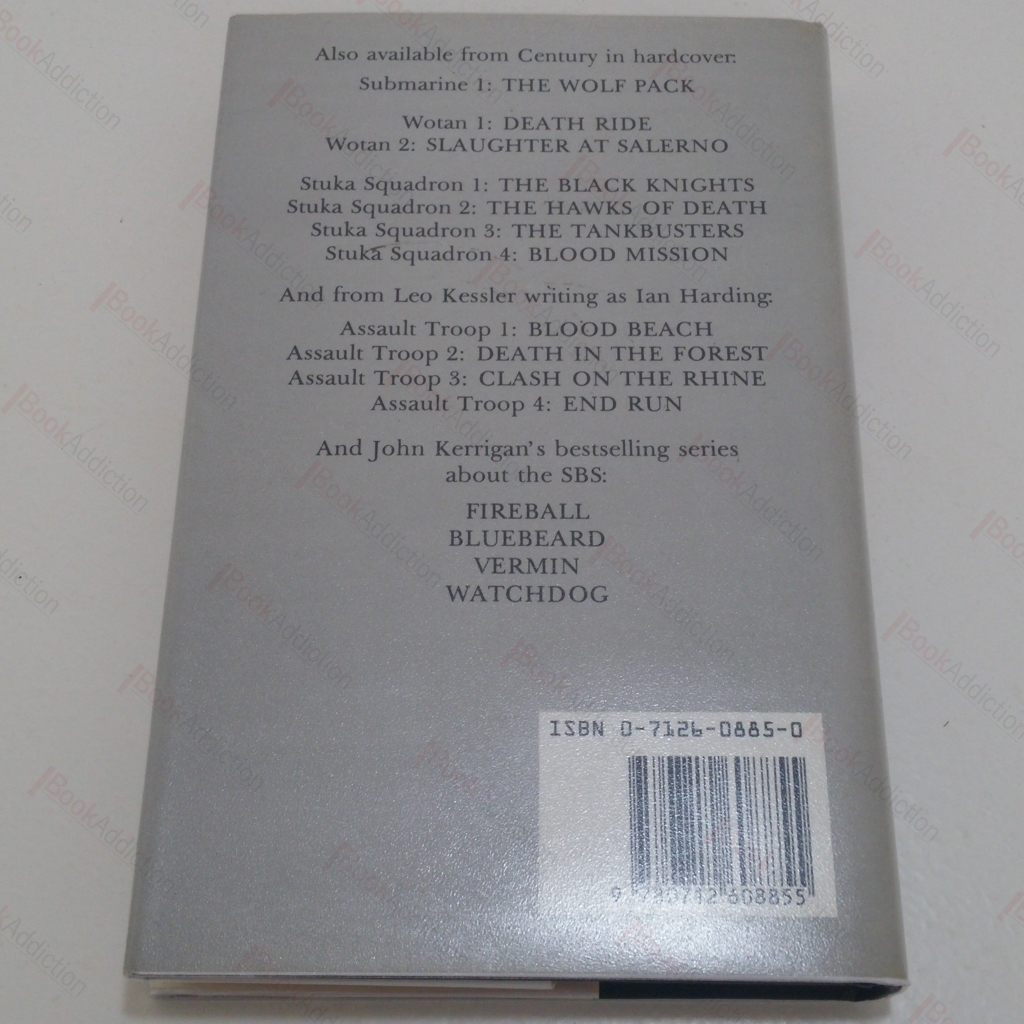 Also available from Century in hardcover:
Submarine 1: THE WOLF PACK
Wotan 1: DEATH RIDE
Wotan 2: SLAUGHTER AT SALERNO
Stuka Squadron 1: THE BLACK KNIGHTS
Stuka Squadron 2: THE HAWKS OF DEATH
Stuka Squadron 3: THE TANKBUSTERS
Stuka Squadron 4: BLOOD MISSION
And from Leo Kessler writing as Ian Harding:
Assault Troop 1: BLOOD BEACH
Assault Troop 2: DEATH IN THE FOREST
Assault Troop 3: CLASH ON THE RHINE
Assault Troop 4: END RUN
And John Kerrigan's bestselling series
about the SBS:
FIREBALL
BLUEBEARD
VERMIN
WATCHDOG
ISBN 0-7126-0885-0
9 780712 608855
BookAddiction